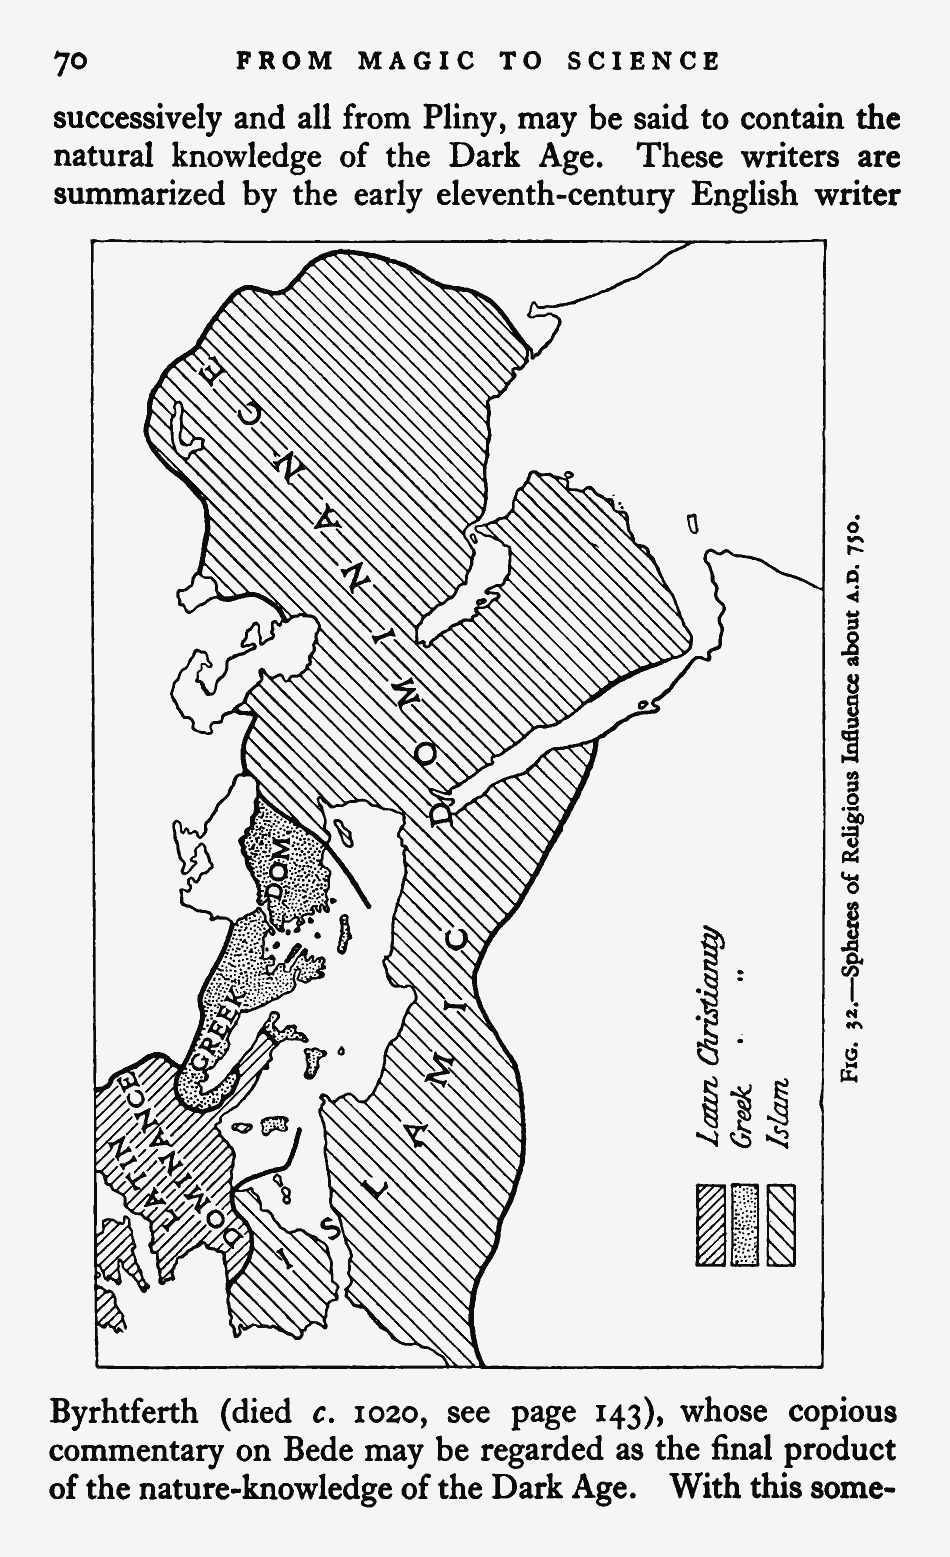 70 FROM MAGIC TO SCIENCE
successively and all from Pliny, may be said to contain the
natural knowledge of the Dark Age. These writers are
summarized by the early eleventh-century English writer
ISLAMIC DOMINANCE
GREEK DOM.
LATIN
DOMINANCE
Latin Christianity
Greek " "
Islam
FIG. 32.—Spheres of Religious Influence about A.D. 750.
Byrhtferth (died c. 1020, see page 143), whose copious
commentary on Bede may be regarded as the final product
of the nature-knowledge of the Dark Age. With this some-